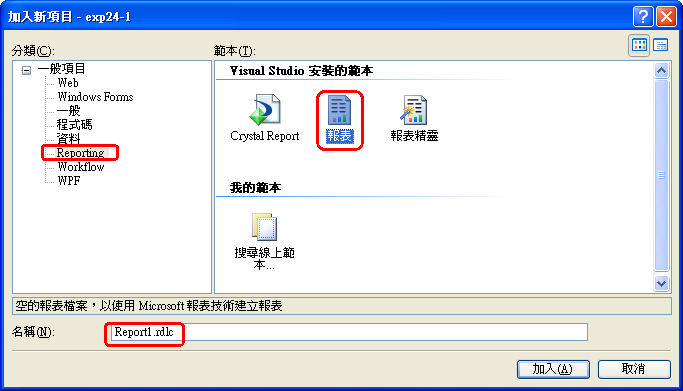 加入新項目 - exp24-1
分類(C):
範本(T):
一般項目
Web
Windows Forms
一般
程式碼
資料
Reporting
Workflow
WPF
Visual Studio 安裝的範本
Crystal Report
報表
報表精靈
我的範本
搜尋線上範
本...
空的報表檔案，以使用 Microsoft 報表技術建立報表
名稱(N):
Report1.rdlc
加入(A)
取消